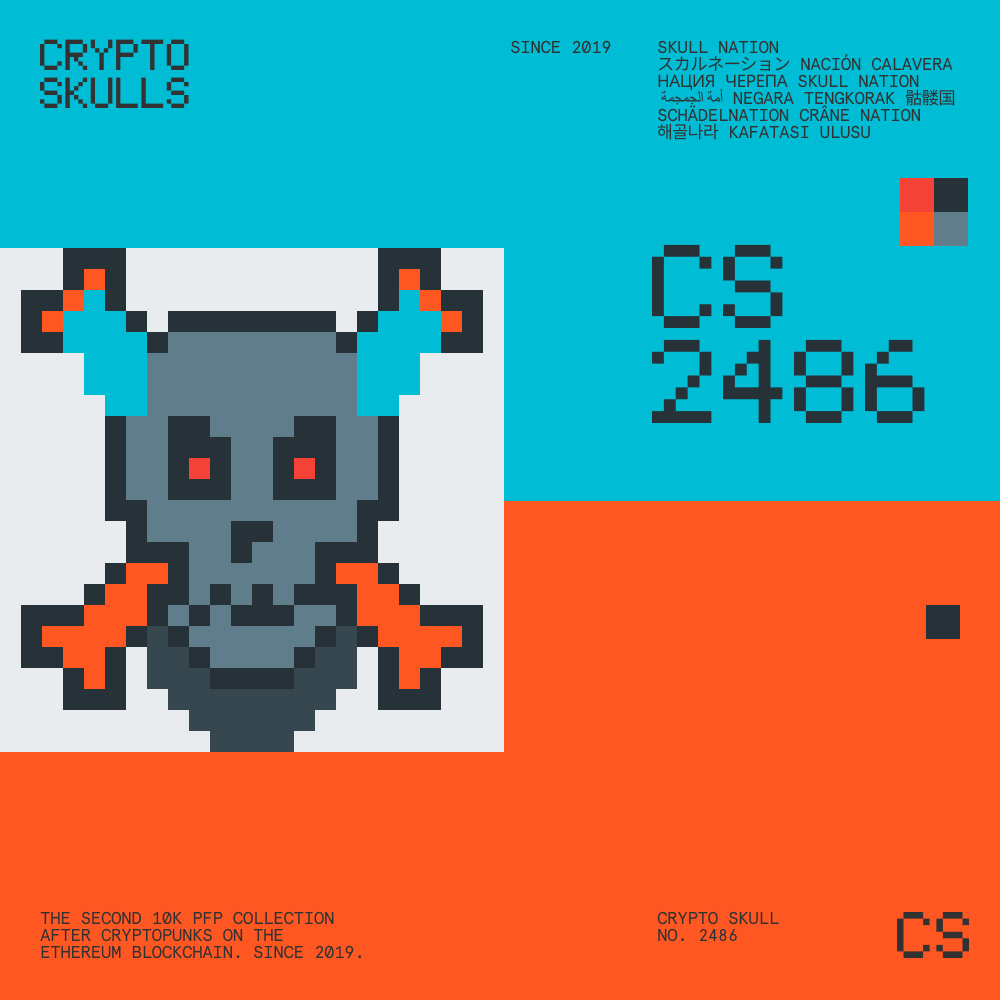 CRYPTO
SKULLS
SINCE 2019
SKULL NATION
スカルネーション NACIÓN CALAVERA
НАЦИЯ ЧЕРЕПА SKULL NATION
أمة الجمجمة NEGARA TENGKORAK 骷髅国
SCHÄDELNATION CRÂNE NATION
해골나라 KAFATASI ULUSU
CS
2486
THE SECOND 10K PFP COLLECTION
AFTER CRYPTOPUNKS ON THE
ETHEREUM BLOCKCHAIN. SINCE 2019.
CRYPTO SKULL
NO. 2486
CS